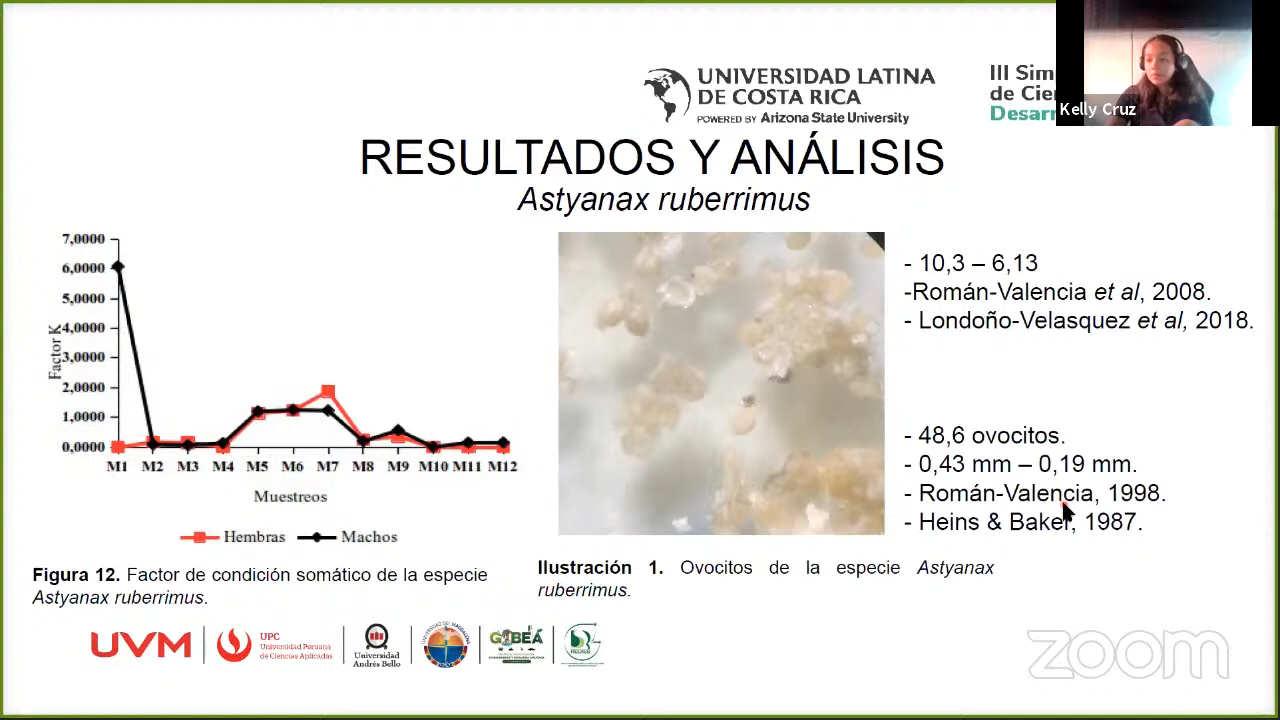 UNIVERSIDAD LATINA
DE COSTA RICA
POWERED BY Arizona State University
III Sim
de Cie
Desarr
Kelly Cruz
RESULTADOS Y ANÁLISIS
Astyanax ruberrimus
7,0000
6,0000
5,0000
4,0000
3,0000
2,0000
1,0000
0,0000
Factor K
M1 M2 M3 M4 M5 M6 M7 M8 M9 M10 M11 M12
Muestreos
Hembras Machos
Figura 12. Factor de condición somático de la especie
Astyanax ruberrimus.
Ilustración 1. Ovocitos de la especie Astyanax
ruberrimus.
- 10,3 – 6,13
-Román-Valencia et al, 2008.
- Londoño-Velasquez et al, 2018.
- 48,6 ovocitos.
- 0,43 mm – 0,19 mm.
- Román-Valencia, 1998.
- Heins & Baker, 1987.
UVM
UPC
Universidad Peruana
de Ciencias Aplicadas
Universidad
Andrés Bello
GIBEA
REDIES
zoom